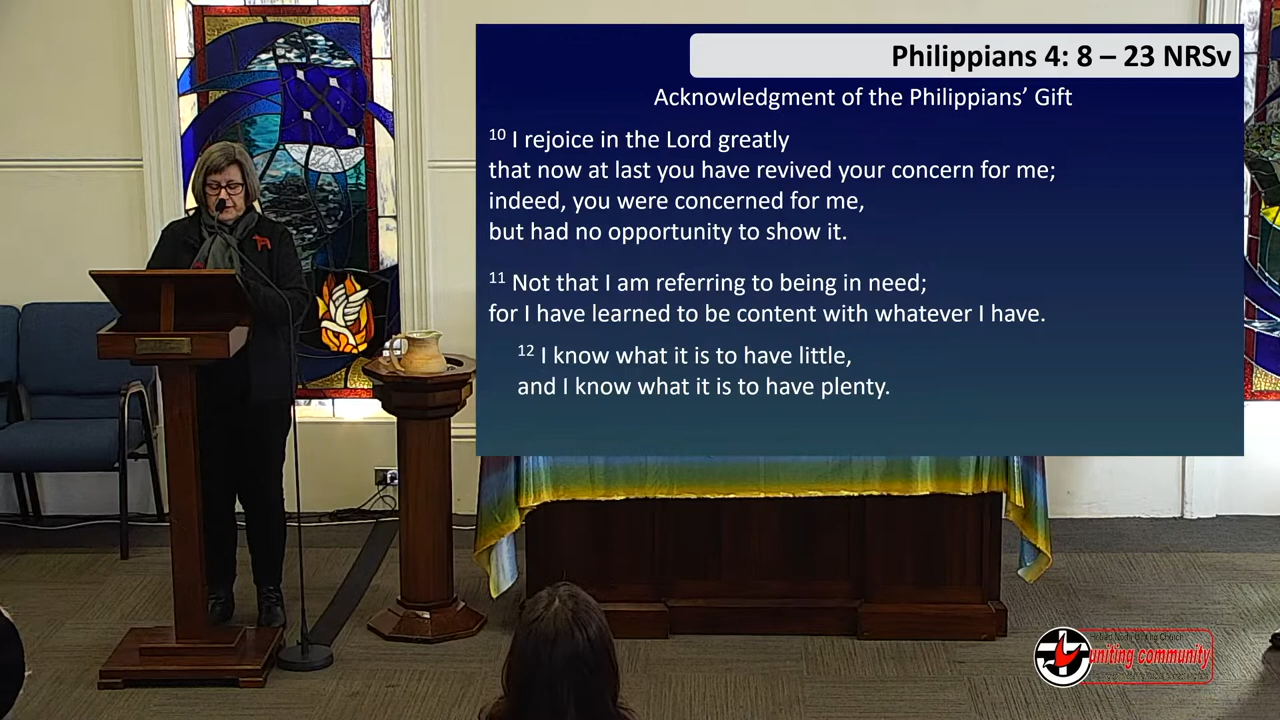 Philippians 4: 8 – 23 NRSv
Acknowledgment of the Philippians’ Gift
10 I rejoice in the Lord greatly
that now at last you have revived your concern for me;
indeed, you were concerned for me,
but had no opportunity to show it.
11 Not that I am referring to being in need;
for I have learned to be content with whatever I have.
12 I know what it is to have little,
and I know what it is to have plenty.
Uniting Church
uniting community